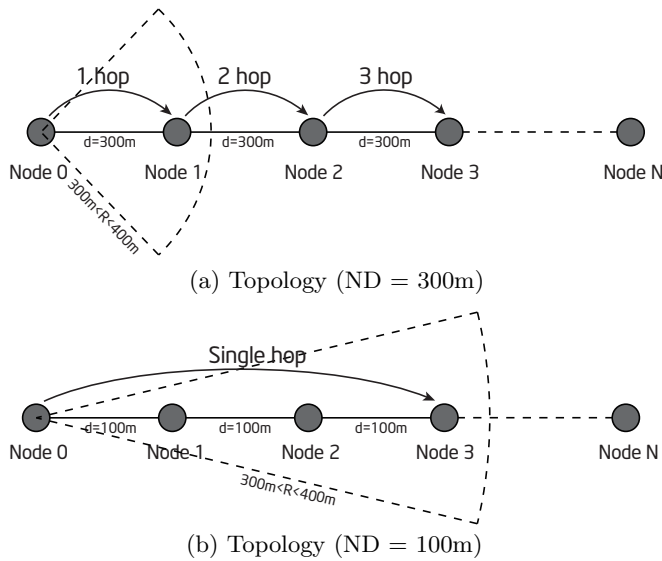 1 hop 2 hop 3 hop
d=300m d=300m d=300m
Node 0 Node 1 Node 2 Node 3 Node N
300m<R<400m
(a) Topology (ND = 300m)
Single hop
d=100m d=100m d=100m
Node 0 Node 1 Node 2 Node 3 Node N
300m<R<400m
(b) Topology (ND = 100m)